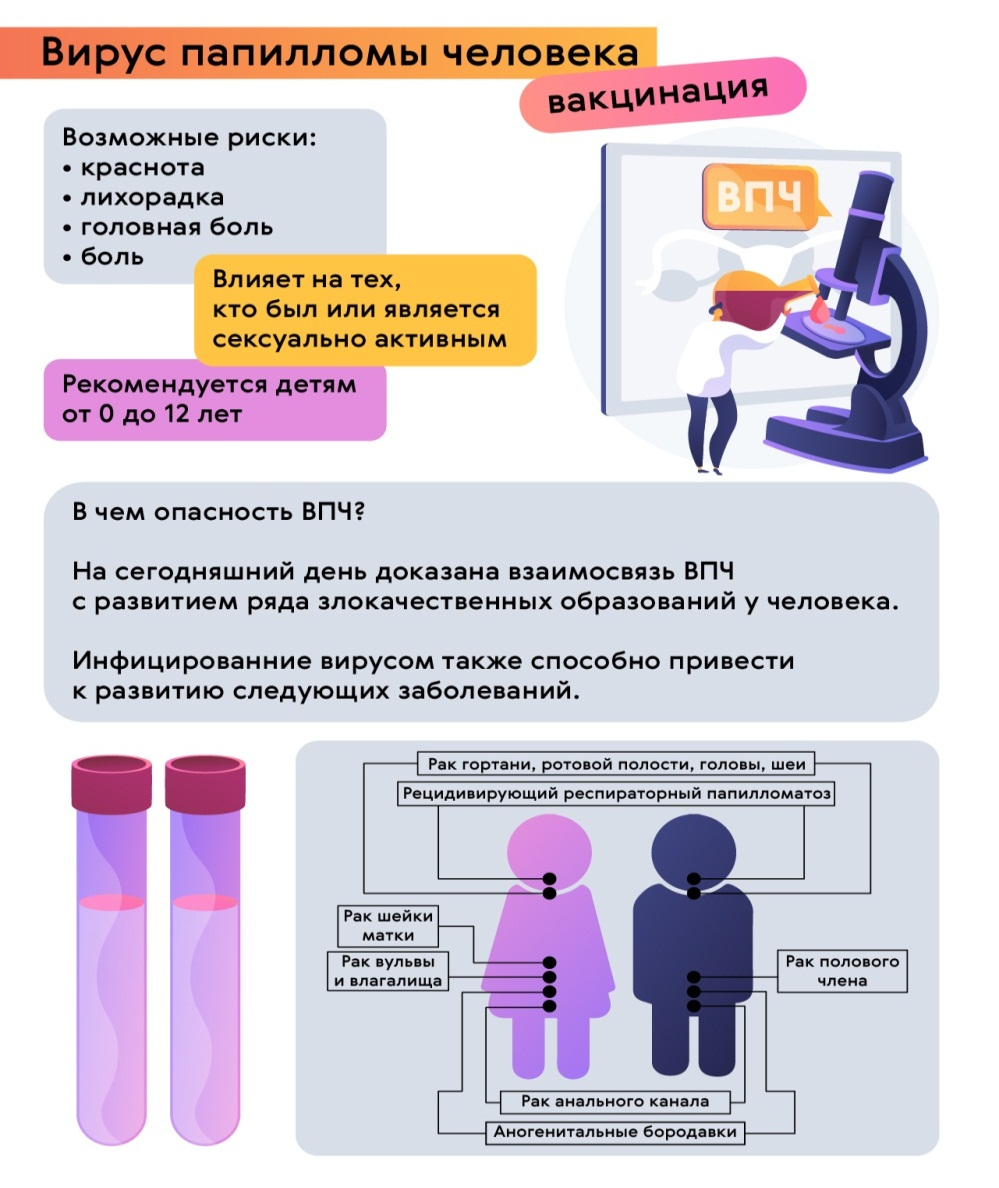 Вирус папилломы человека
вакцинация
Возможные риски:
• краснота
• лихорадка
• головная боль
• боль
Влияет на тех,
кто был или является
сексуально активным
Рекомендуется детям
от 0 до 12 лет
ВПЧ
В чем опасность ВПЧ?
На сегодняшний день доказана взаимосвязь ВПЧ
с развитием ряда злокачественных образований у человека.
Инфицированние вирусом также способно привести
к развитию следующих заболеваний.
Рак гортани, ротовой полости, головы, шеи
Рецидивирующий респираторный папилломатоз
Рак шейки
матки
Рак вульвы
и влагалища
Рак полового
члена
Рак анального канала
Аногенитальные бородавки